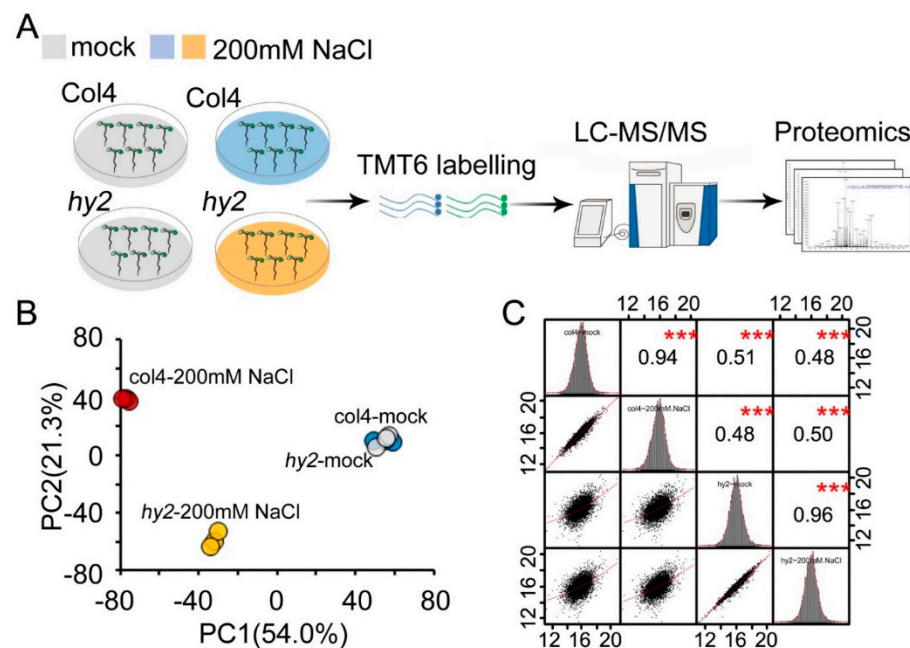 A
mock 200mM NaCl
Col4 Col4
hy2 hy2
TMT6 labelling
LC-MS/MS
Proteomics
B
PC2(21.3%)
80
40
0
-40
-80
col4-200mM NaCl
col4-mock
hy2-mock
hy2-200mM NaCl
-80 -40 0 40 80
PC1(54.0%)
C
12 16 20 12 16 20
col4-mock
*** *** ***
0.94 0.51 0.48
12 16 20
12 16 20
col4-200mM.NaCl
*** ***
0.48 0.50
hy2-mock
***
0.96
12 16 20
12 16 20
hy2-200mM.NaCl
12 16 20 12 16 20